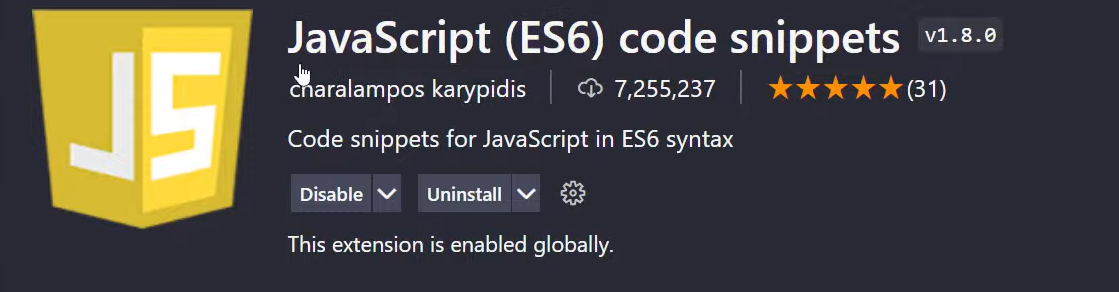 JS
JavaScript (ES6) code snippets v1.8.0
charalampos karypidis 7,255,237 (31)
Code snippets for JavaScript in ES6 syntax
Disable Uninstall
This extension is enabled globally.